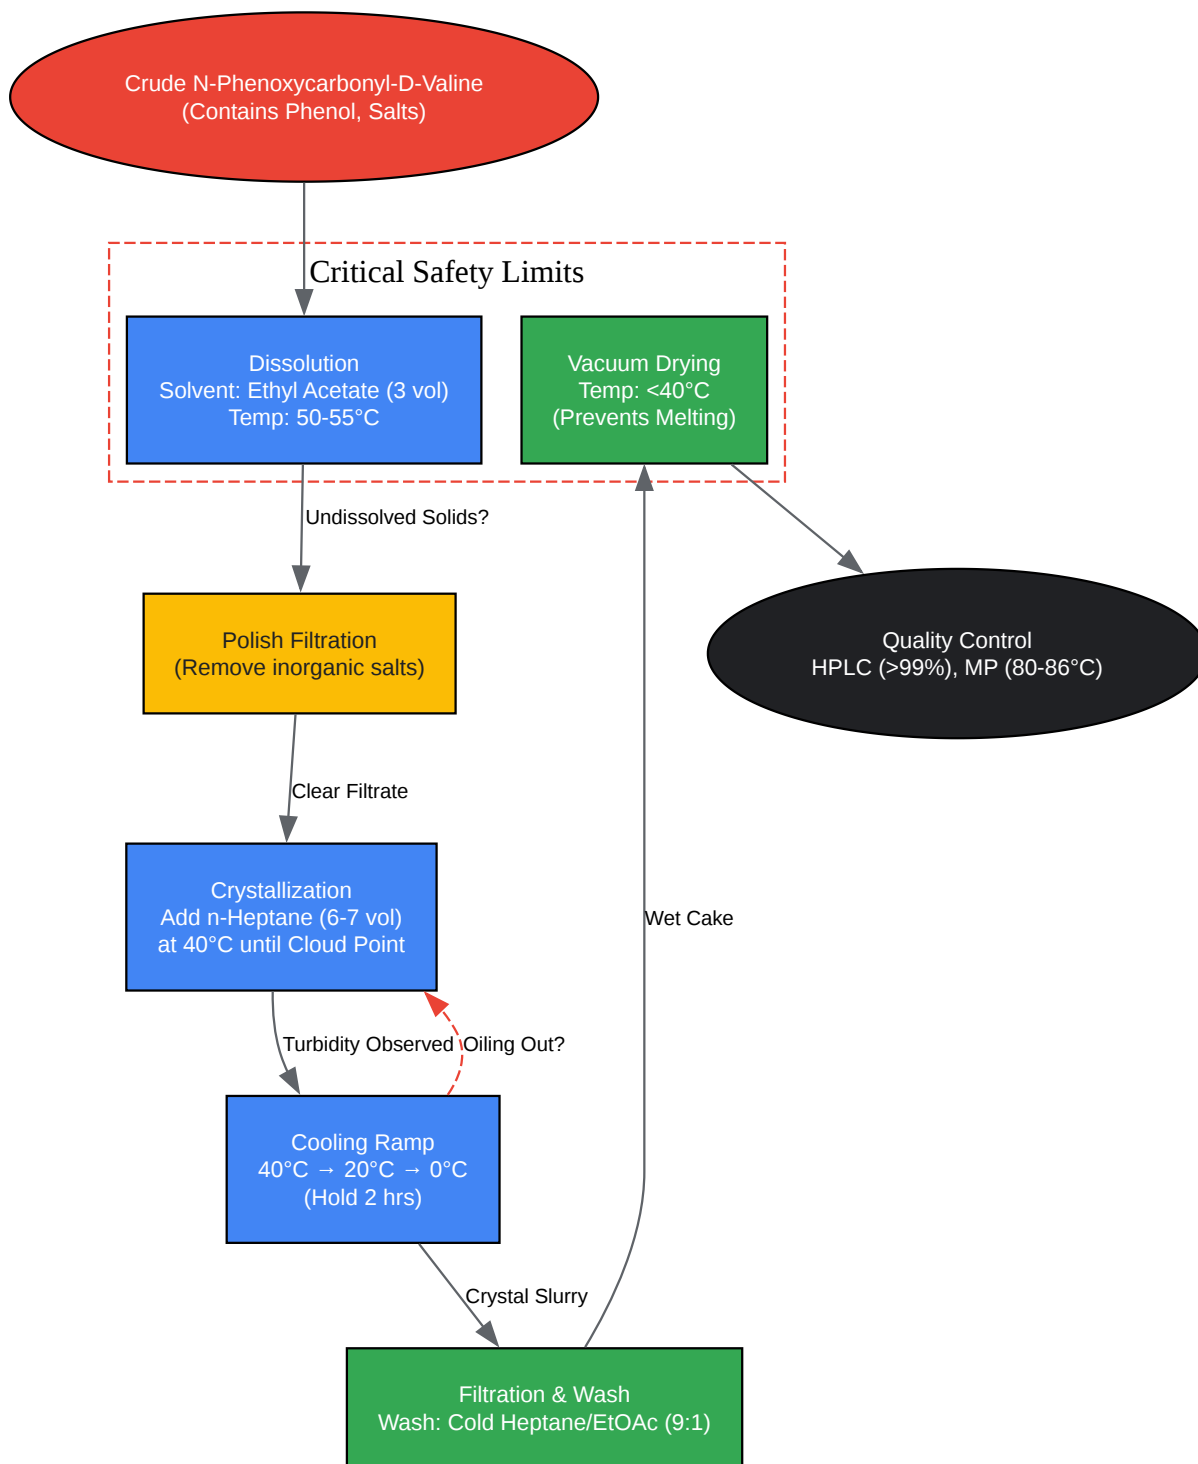 Crude N-Phenoxycarbonyl-D-Valine
(Contains Phenol, Salts)
Critical Safety Limits
Dissolution
Solvent: Ethyl Acetate (3 vol)
Temp: 50-55°C
Vacuum Drying
Temp: <40°C
(Prevents Melting)
Undissolved Solids?
Polish Filtration
(Remove inorganic salts)
Quality Control
HPLC (>99%), MP (80-86°C)
Clear Filtrate
Crystallization
Add n-Heptane (6-7 vol)
at 40°C until Cloud Point
Wet Cake
Turbidity Observed
Oiling Out?
Cooling Ramp
40°C → 20°C → 0°C
(Hold 2 hrs)
Crystal Slurry
Filtration & Wash
Wash: Cold Heptane/EtOAc (9:1)